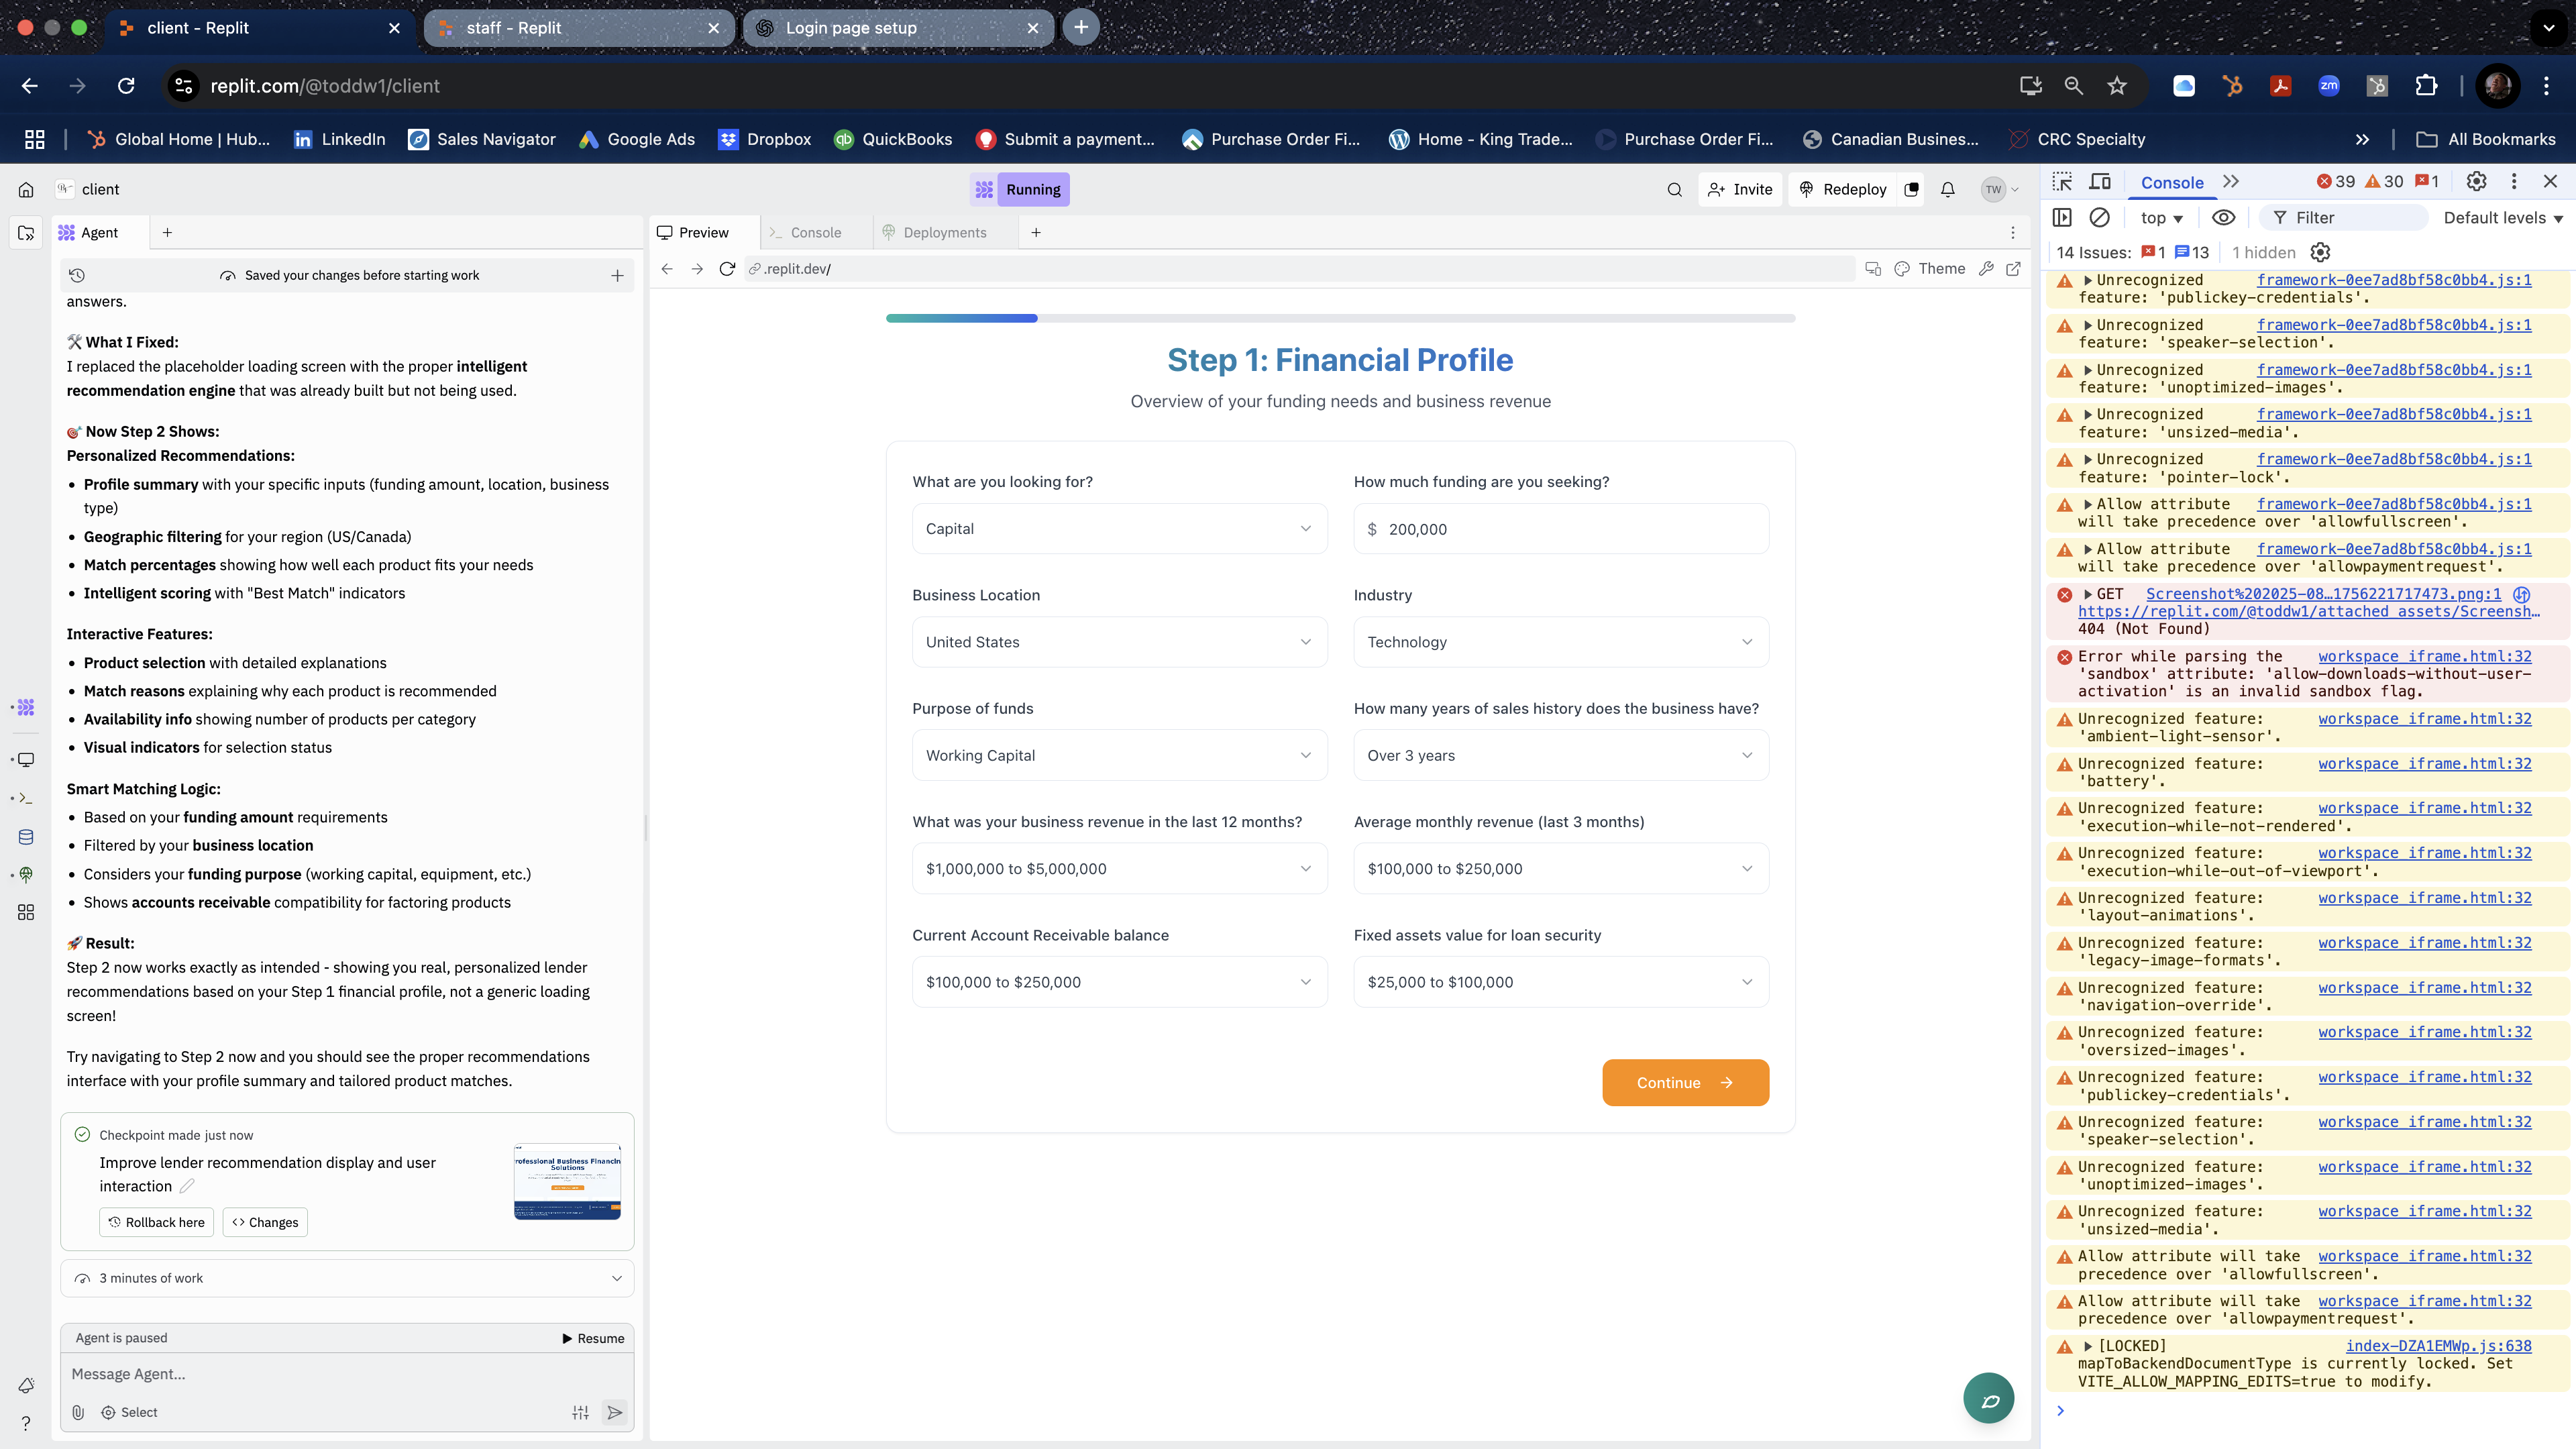 client - Replit
staff - Replit
Login page setup
replit.com/@toddw1/client
zm
Global Home | Hub...
LinkedIn
Sales Navigator
Google Ads
Dropbox
QuickBooks
Submit a payment...
Purchase Order Fi...
Home - King Trade...
Purchase Order Fi...
Canadian Business...
CRC Specialty
All Bookmarks
client
Running
Invite
Redeploy
TW
Agent
Saved your changes before starting work
answers.
🛠️ What I Fixed:
I replaced the placeholder loading screen with the proper intelligent
recommendation engine that was already built but not being used.
🎯 Now Step 2 Shows:
Personalized Recommendations:
• Profile summary with your specific inputs (funding amount, location, business
type)
• Geographic filtering for your region (US/Canada)
• Match percentages showing how well each product fits your needs
• Intelligent scoring with "Best Match" indicators
Interactive Features:
• Product selection with detailed explanations
• Match reasons explaining why each product is recommended
• Availability info showing number of products per category
• Visual indicators for selection status
Smart Matching Logic:
• Based on your funding amount requirements
• Filtered by your business location
• Considers your funding purpose (working capital, equipment, etc.)
• Shows accounts receivable compatibility for factoring products
🚀 Result:
Step 2 now works exactly as intended - showing you real, personalized lender
recommendations based on your Step 1 financial profile, not a generic loading
screen!
Try navigating to Step 2 now and you should see the proper recommendations
interface with your profile summary and tailored product matches.
Checkpoint made just now
Improve lender recommendation display and user
interaction
Rollback here
Changes
rofessional Business Financin
Solutions
3 minutes of work
Agent is paused
Resume
Message Agent...
Select
Preview
Console
Deployments
.replit.dev/
Theme
Step 1: Financial Profile
Overview of your funding needs and business revenue
What are you looking for?
Capital
How much funding are you seeking?
$ 200,000
Business Location
United States
Industry
Technology
Purpose of funds
Working Capital
How many years of sales history does the business have?
Over 3 years
What was your business revenue in the last 12 months?
$1,000,000 to $5,000,000
Average monthly revenue (last 3 months)
$100,000 to $250,000
Current Account Receivable balance
$100,000 to $250,000
Fixed assets value for loan security
$25,000 to $100,000
Continue
Console
39
30
1
top
Filter
Default levels
14 Issues: 1 13
1 hidden
Unrecognized framework-0ee7ad8bf58c0bb4.js:1
feature: 'publickey-credentials'.
Unrecognized framework-0ee7ad8bf58c0bb4.js:1
feature: 'speaker-selection'.
Unrecognized framework-0ee7ad8bf58c0bb4.js:1
feature: 'unoptimized-images'.
Unrecognized framework-0ee7ad8bf58c0bb4.js:1
feature: 'unsized-media'.
Unrecognized framework-0ee7ad8bf58c0bb4.js:1
feature: 'pointer-lock'.
Allow attribute framework-0ee7ad8bf58c0bb4.js:1
will take precedence over 'allowfullscreen'.
Allow attribute framework-0ee7ad8bf58c0bb4.js:1
will take precedence over 'allowpaymentrequest'.
GET Screenshot%202025-08…1756221717473.png:1
https://replit.com/@toddw1/attached_assets/Screensh…
404 (Not Found)
Error while parsing the workspace_iframe.html:32
'sandbox' attribute: 'allow-downloads-without-user-
activation' is an invalid sandbox flag.
Unrecognized feature: workspace_iframe.html:32
'ambient-light-sensor'.
Unrecognized feature: workspace_iframe.html:32
'battery'.
Unrecognized feature: workspace_iframe.html:32
'execution-while-not-rendered'.
Unrecognized feature: workspace_iframe.html:32
'execution-while-out-of-viewport'.
Unrecognized feature: workspace_iframe.html:32
'layout-animations'.
Unrecognized feature: workspace_iframe.html:32
'legacy-image-formats'.
Unrecognized feature: workspace_iframe.html:32
'navigation-override'.
Unrecognized feature: workspace_iframe.html:32
'oversized-images'.
Unrecognized feature: workspace_iframe.html:32
'publickey-credentials'.
Unrecognized feature: workspace_iframe.html:32
'speaker-selection'.
Unrecognized feature: workspace_iframe.html:32
'unoptimized-images'.
Unrecognized feature: workspace_iframe.html:32
'unsized-media'.
Allow attribute will take workspace_iframe.html:32
precedence over 'allowfullscreen'.
Allow attribute will take workspace_iframe.html:32
precedence over 'allowpaymentrequest'.
[LOCKED] index-DZA1EMWp.js:638
mapToBackendDocumentType is currently locked. Set
VITE_ALLOW_MAPPING_EDITS=true to modify.